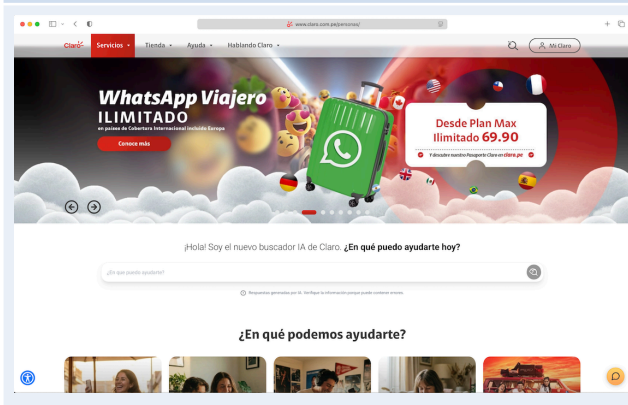 www.claro.com.pe/personas/
Claro
Servicios
Tienda
Ayuda
Hablando Claro
Mi Claro
WhatsApp Viajero
ILIMITADO
en países de Cobertura Internacional incluido Europa
Conoce más
Desde Plan Max
Ilimitado 69.90
Y descubre nuestro Pasaporte Claro en claro.pe
¡Hola! Soy el nuevo buscador IA de Claro. ¿En qué puedo ayudarte hoy?
¿En que puedo ayudarte?
Respuestas generadas por IA. Verifique la información porque puede contener errores.
¿En qué podemos ayudarte?